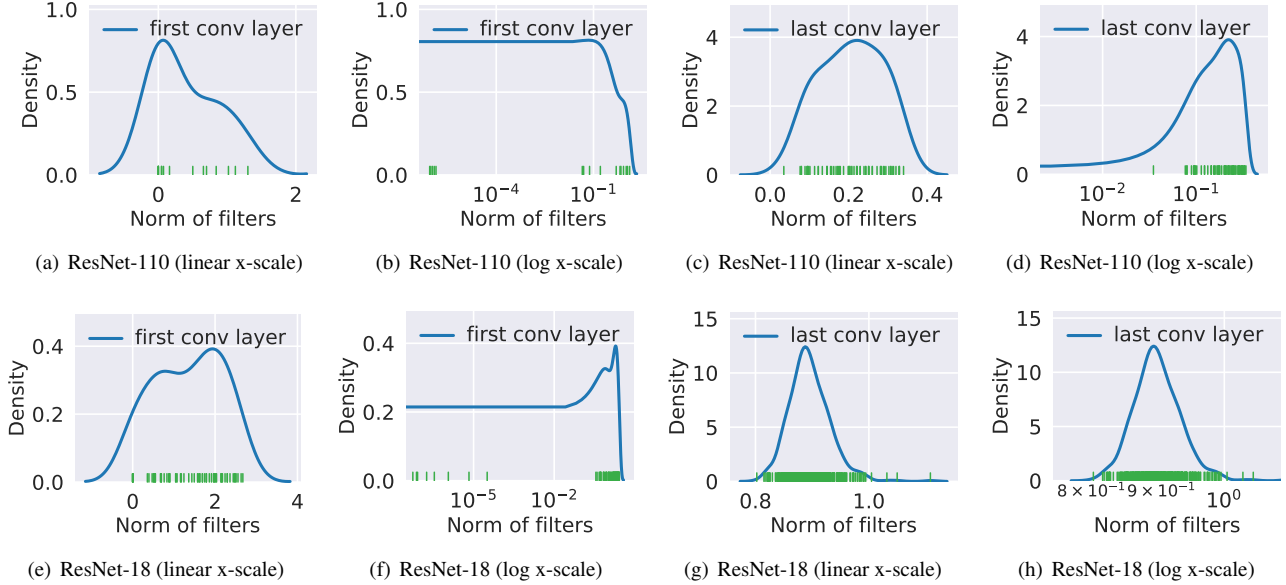 1.0
first conv layer
Density
0.5
0.0
0
2
Norm of filters
(a) ResNet-110 (linear x-scale)
1.0
first conv layer
Density
0.5
0.0
10⁻⁴
10⁻¹
Norm of filters
(b) ResNet-110 (log x-scale)
4
last conv layer
Density
2
0
0.0
0.2
0.4
Norm of filters
(c) ResNet-110 (linear x-scale)
4
last conv layer
Density
2
0
10⁻²
10⁻¹
Norm of filters
(d) ResNet-110 (log x-scale)
0.4
first conv layer
Density
0.2
0.0
0
2
4
Norm of filters
(e) ResNet-18 (linear x-scale)
0.4
first conv layer
Density
0.2
0.0
10⁻⁵
10⁻²
Norm of filters
(f) ResNet-18 (log x-scale)
15
last conv layer
Density
10
5
0
0.8
1.0
Norm of filters
(g) ResNet-18 (linear x-scale)
15
last conv layer
Density
10
5
0
8 × 10⁻¹
9 × 10⁻¹
10⁰
Norm of filters
(h) ResNet-18 (log x-scale)